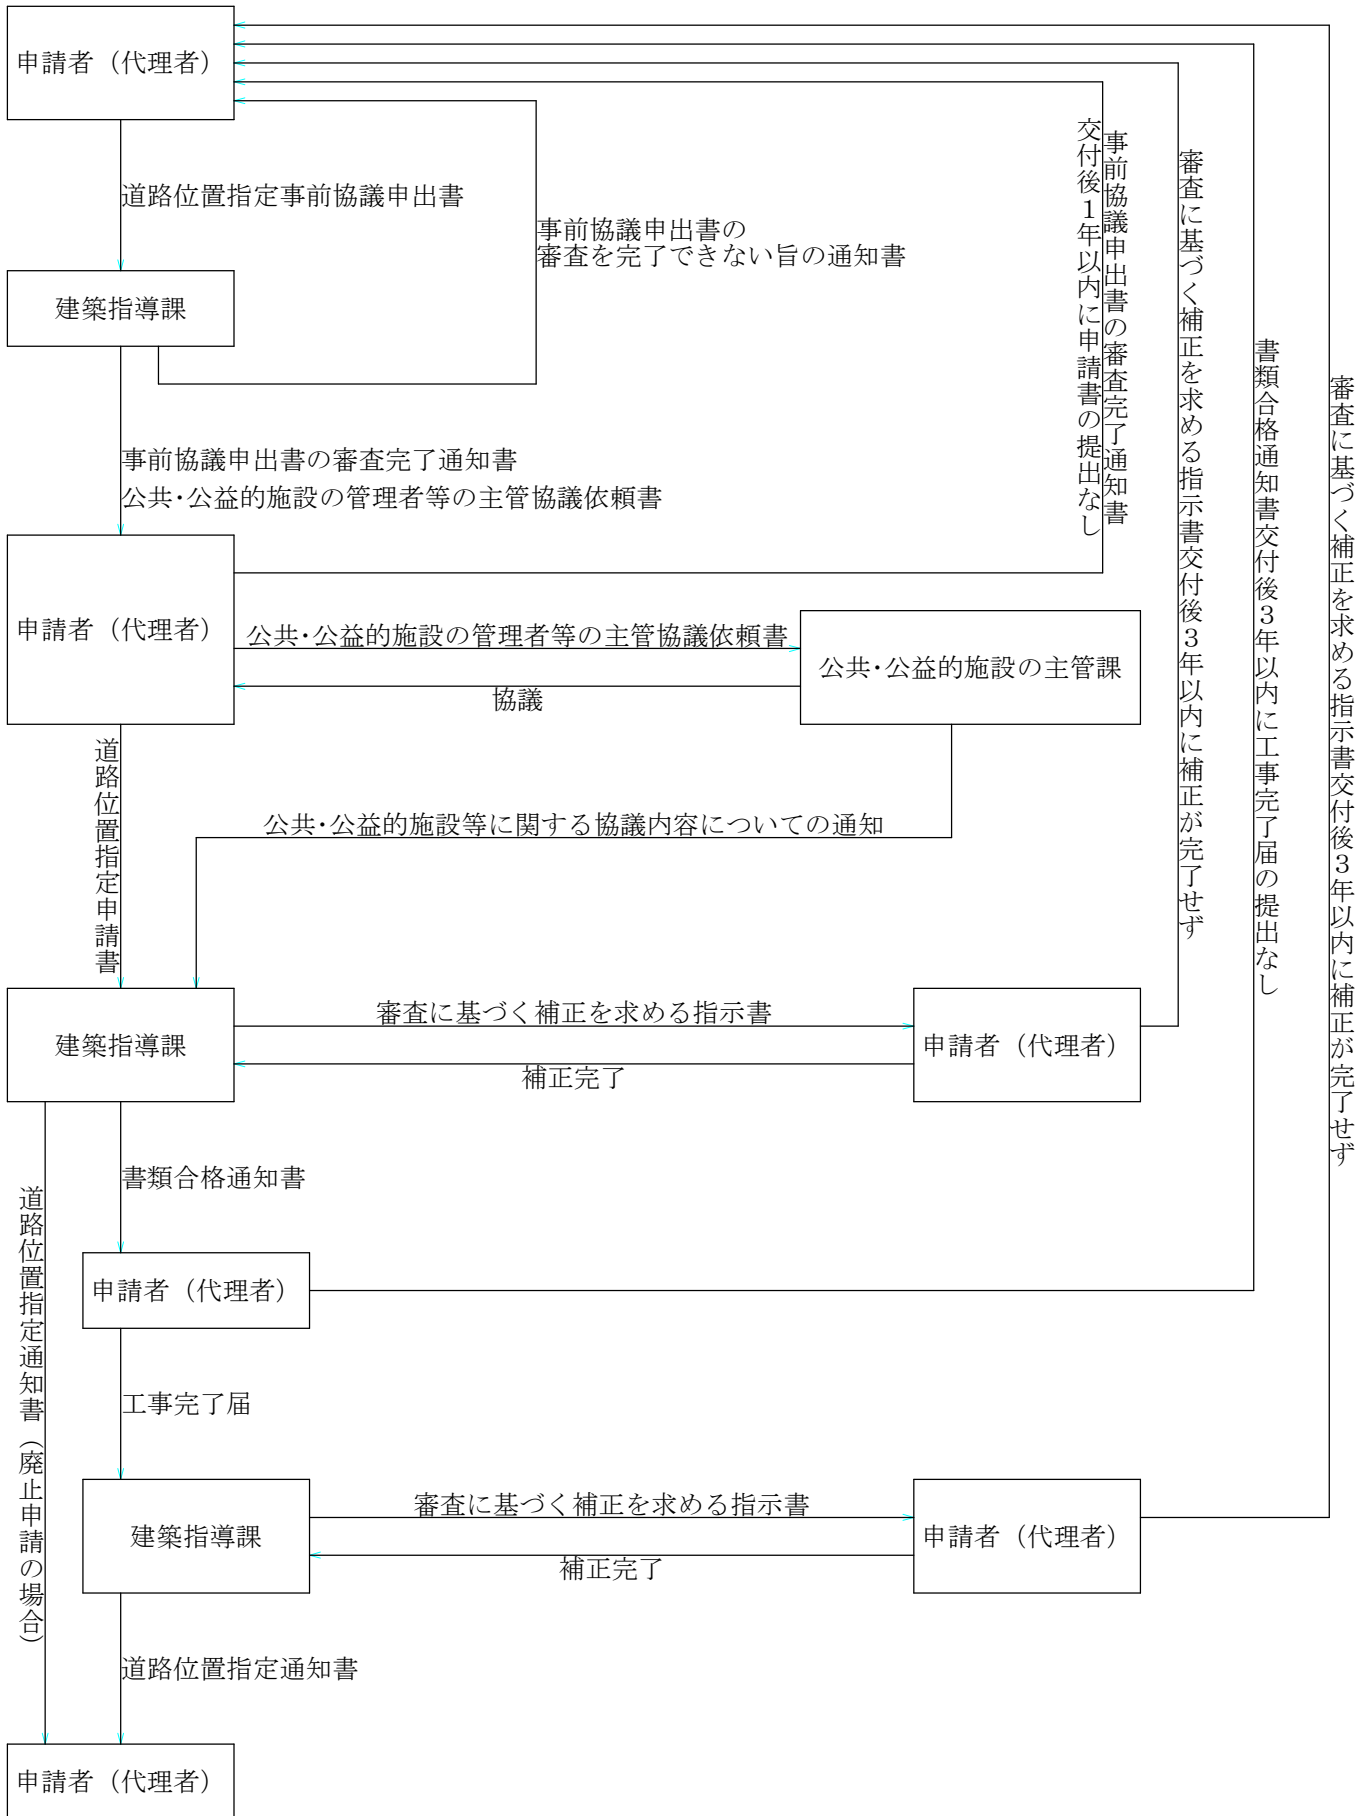 申請者（代理者）
道路位置指定事前協議申出書
事前協議申出書の
審査を完了できない旨の通知書
建築指導課
事前協議申出書の審査完了通知書
公共･公益的施設の管理者等の主管協議依頼書
事前協議申出書の審査完了通知書
交付後１年以内に申請書の提出なし
審査に基づく補正を求める指示書交付後３年以内に補正が完了せず
書類合格通知書交付後３年以内に工事完了届の提出なし
審査に基づく補正を求める指示書交付後３年以内に補正が完了せず
申請者（代理者）
公共･公益的施設の管理者等の主管協議依頼書
協議
公共･公益的施設の主管課
道路位置指定申請書
公共･公益的施設等に関する協議内容についての通知
建築指導課
審査に基づく補正を求める指示書
補正完了
申請者（代理者）
書類合格通知書
道路位置指定通知書（廃止申請の場合）
申請者（代理者）
工事完了届
建築指導課
審査に基づく補正を求める指示書
補正完了
申請者（代理者）
道路位置指定通知書
申請者（代理者）